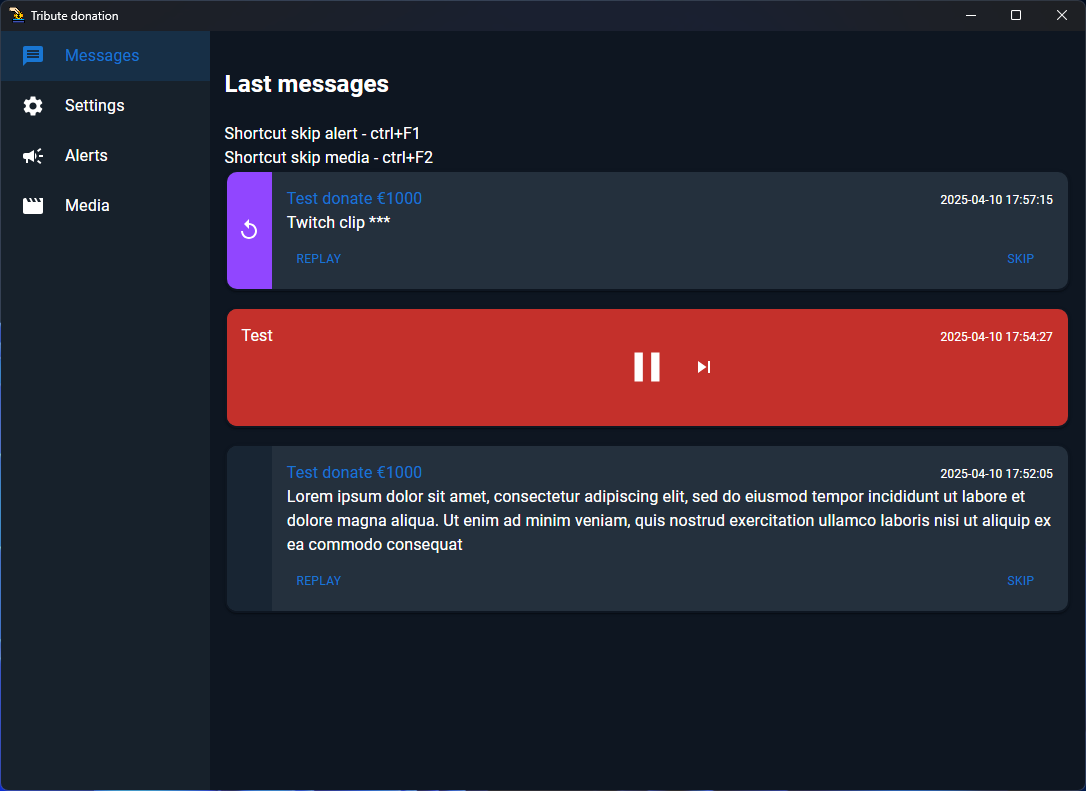 Tribute donation
Messages
Settings
Alerts
Media
Last messages
Shortcut skip alert - ctrl+F1
Shortcut skip media - ctrl+F2
Test donate €1000
2025-04-10 17:57:15
Twitch clip ***
REPLAY
SKIP
Test
2025-04-10 17:54:27
Test donate €1000
2025-04-10 17:52:05
Lorem ipsum dolor sit amet, consectetur adipiscing elit, sed do eiusmod tempor incididunt ut labore et
dolore magna aliqua. Ut enim ad minim veniam, quis nostrud exercitation ullamco laboris nisi ut aliquip ex
ea commodo consequat
REPLAY
SKIP